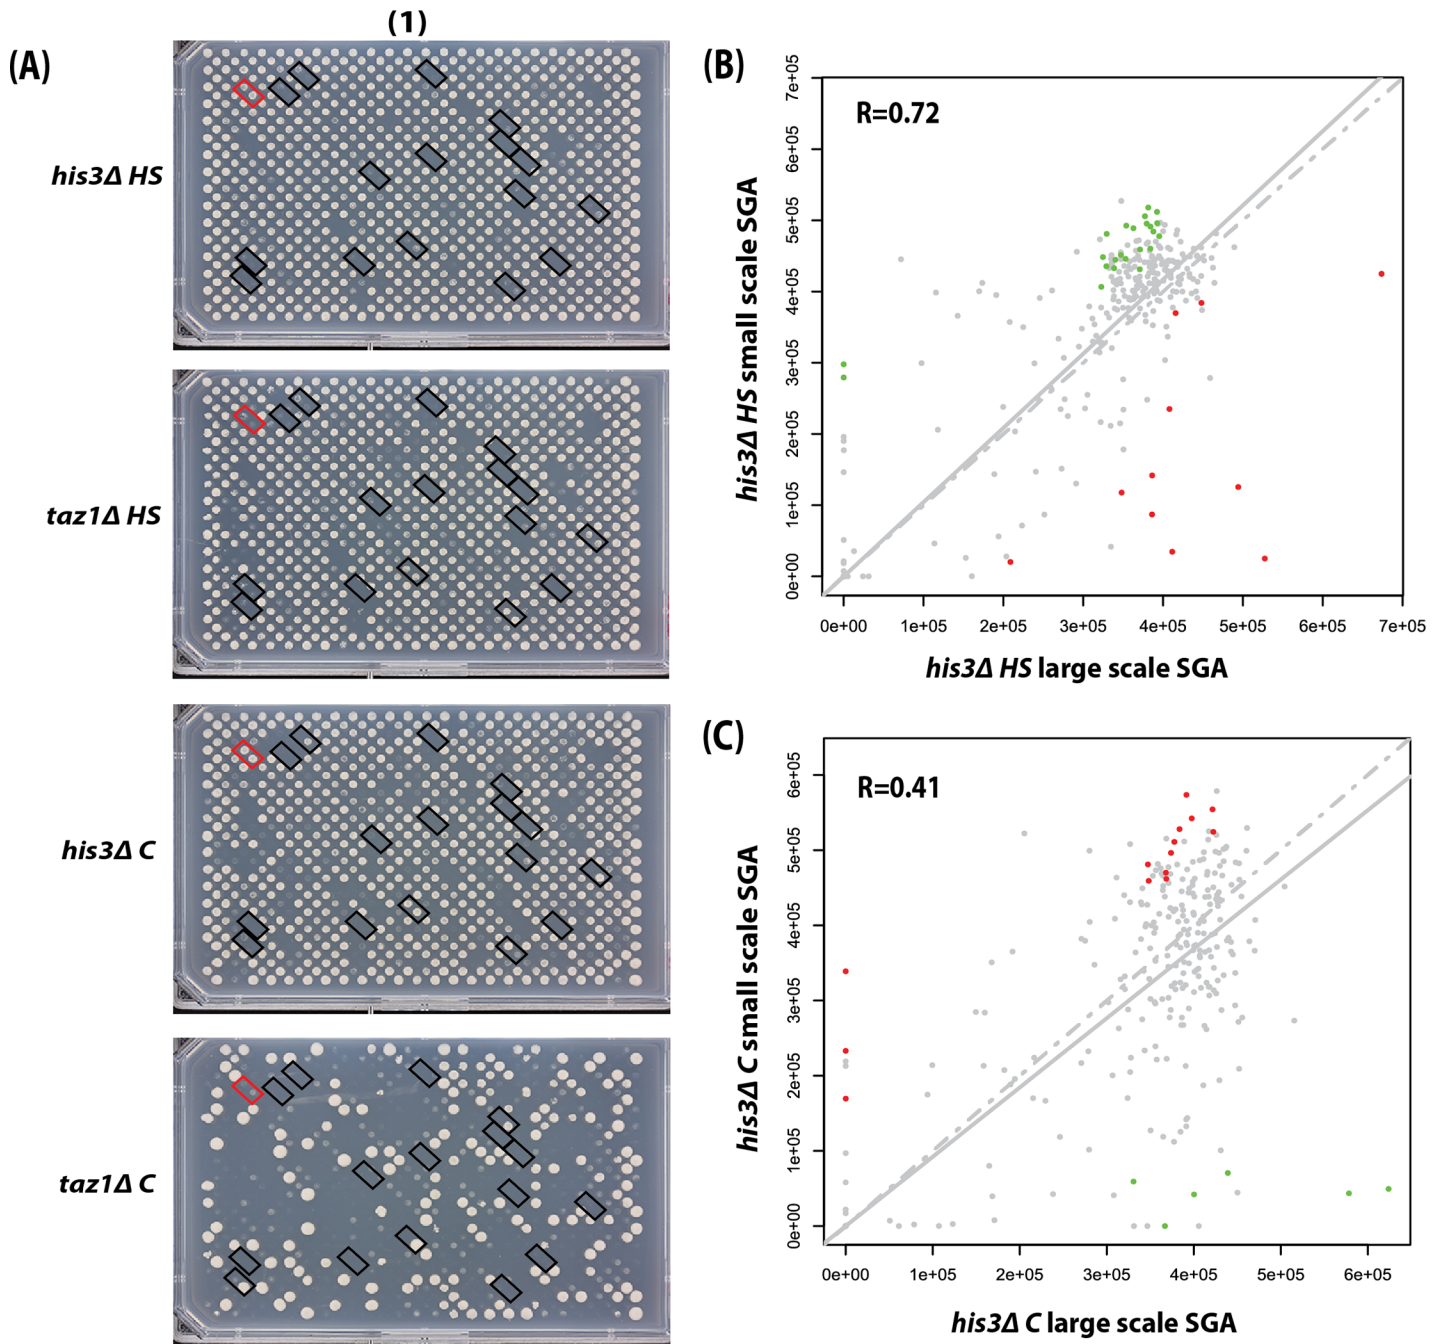 (1)
(A)
his3Δ HS
taz1Δ HS
his3Δ C
taz1Δ C
(B)
R=0.72
his3Δ HS small scale SGA
7e+05
6e+05
5e+05
4e+05
3e+05
2e+05
1e+05
0e+00
0e+00 1e+05 2e+05 3e+05 4e+05 5e+05 6e+05 7e+05
his3Δ HS large scale SGA
(C)
R=0.41
his3Δ C small scale SGA
6e+05
5e+05
4e+05
3e+05
2e+05
1e+05
0e+00
0e+00 1e+05 2e+05 3e+05 4e+05 5e+05 6e+05
his3Δ C large scale SGA